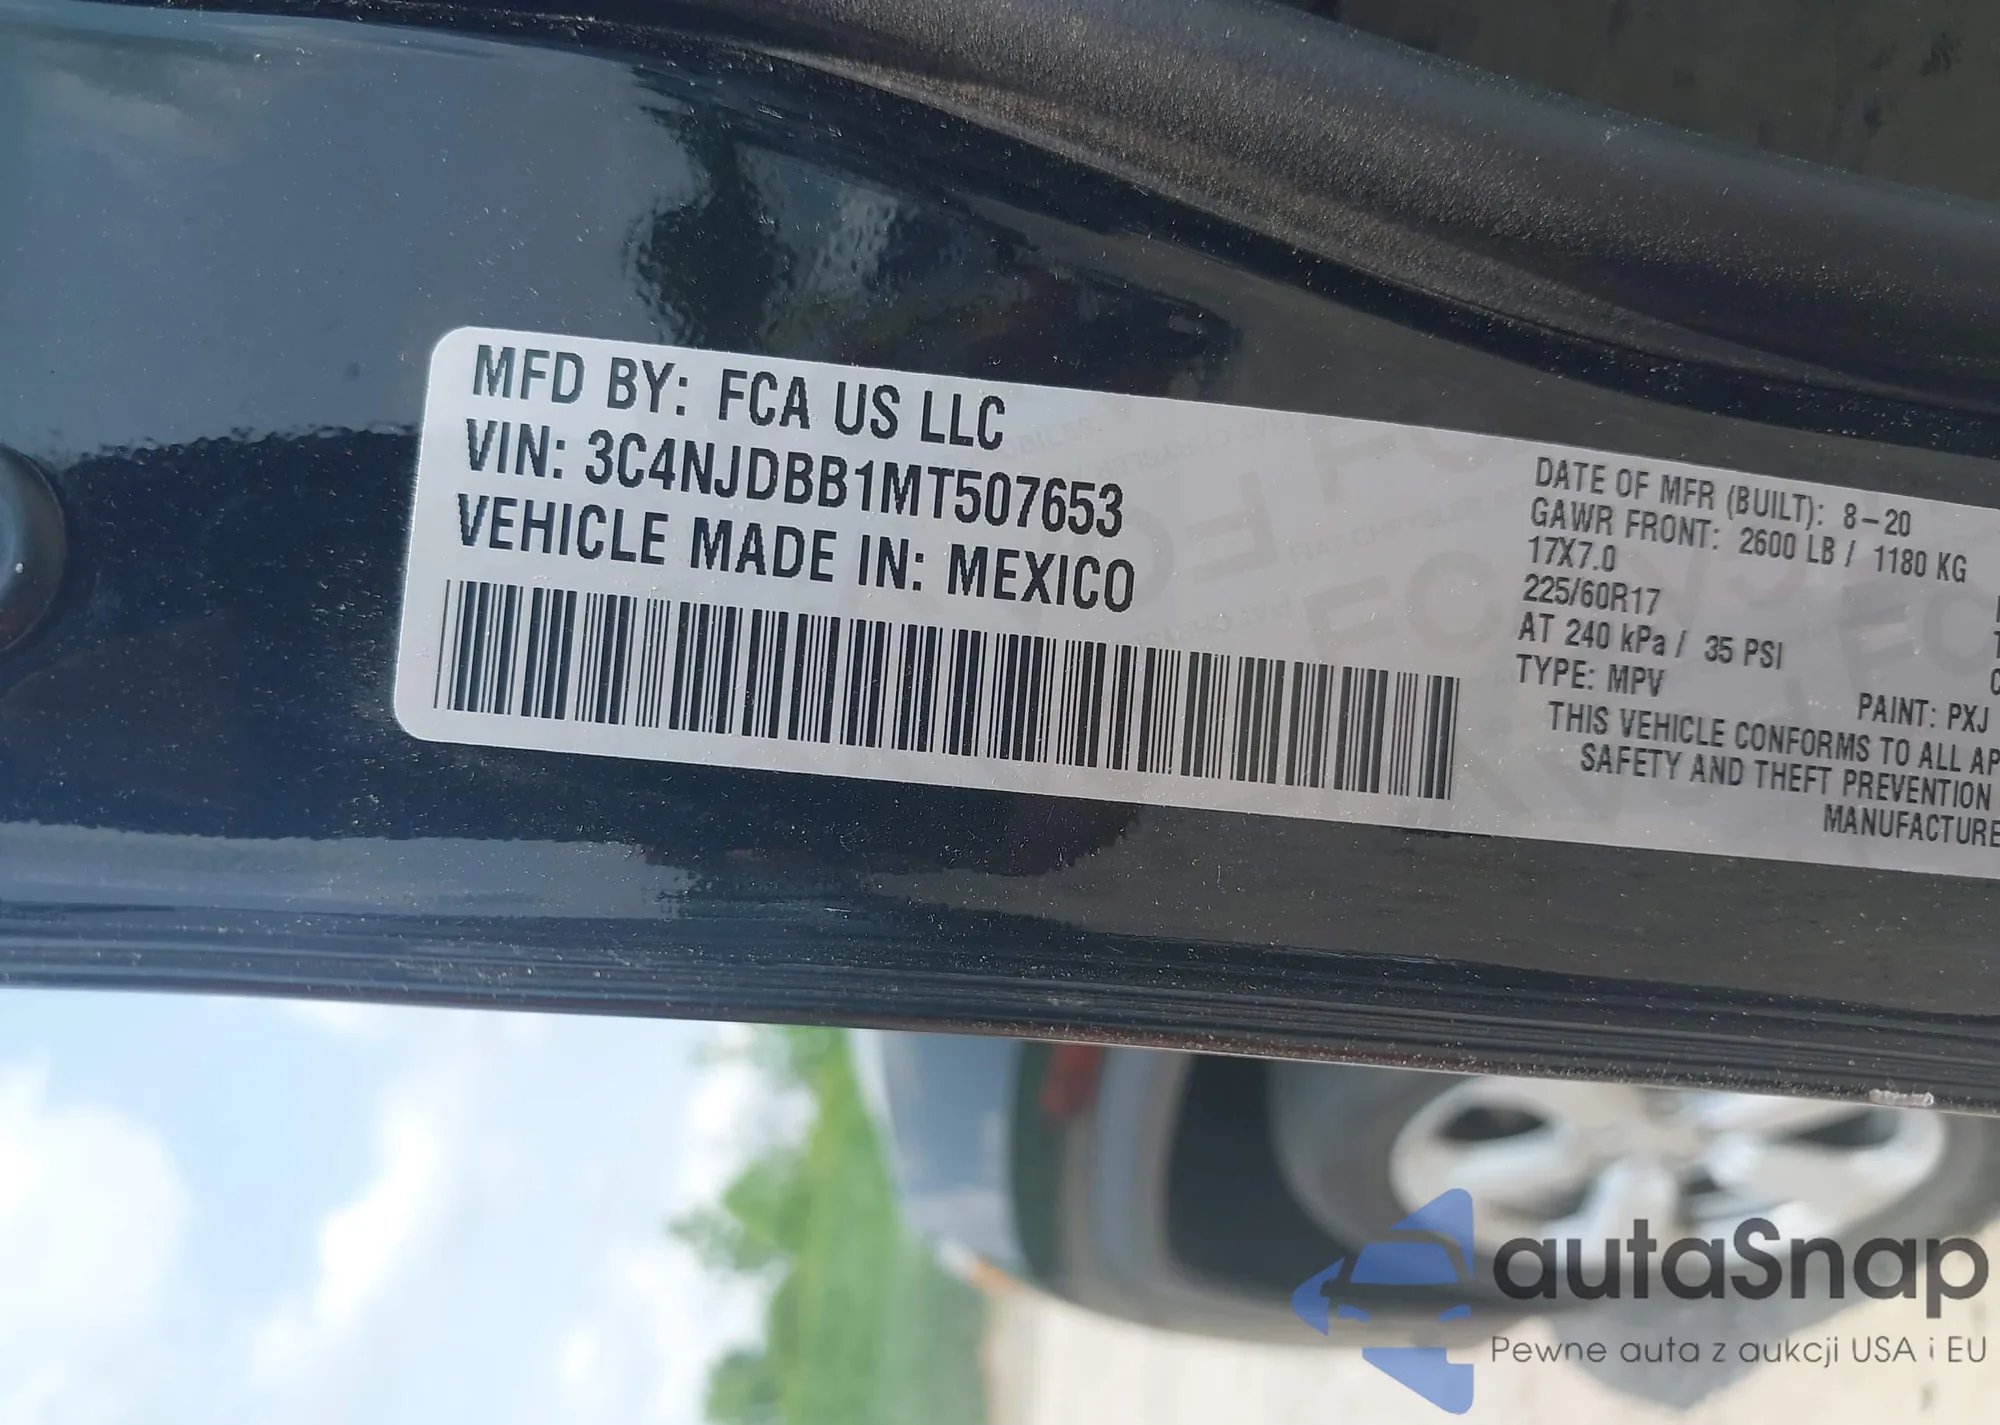 MFD BY: FCA US LLC
VIN: 3C4NJDBB1MT507653
VEHICLE MADE IN: MEXICO
DATE OF MFR (BUILT): 8-20
GAWR FRONT: 2600 LB / 1180 KG
17X7.0
225/60R17
AT 240 kPa / 35 PSI
TYPE: MPV
PAINT: PXJ
THIS VEHICLE CONFORMS TO ALL AP
SAFETY AND THEFT PREVENTION
MANUFACTURE
autaSnap
Pewne auta z aukcji USA i EU